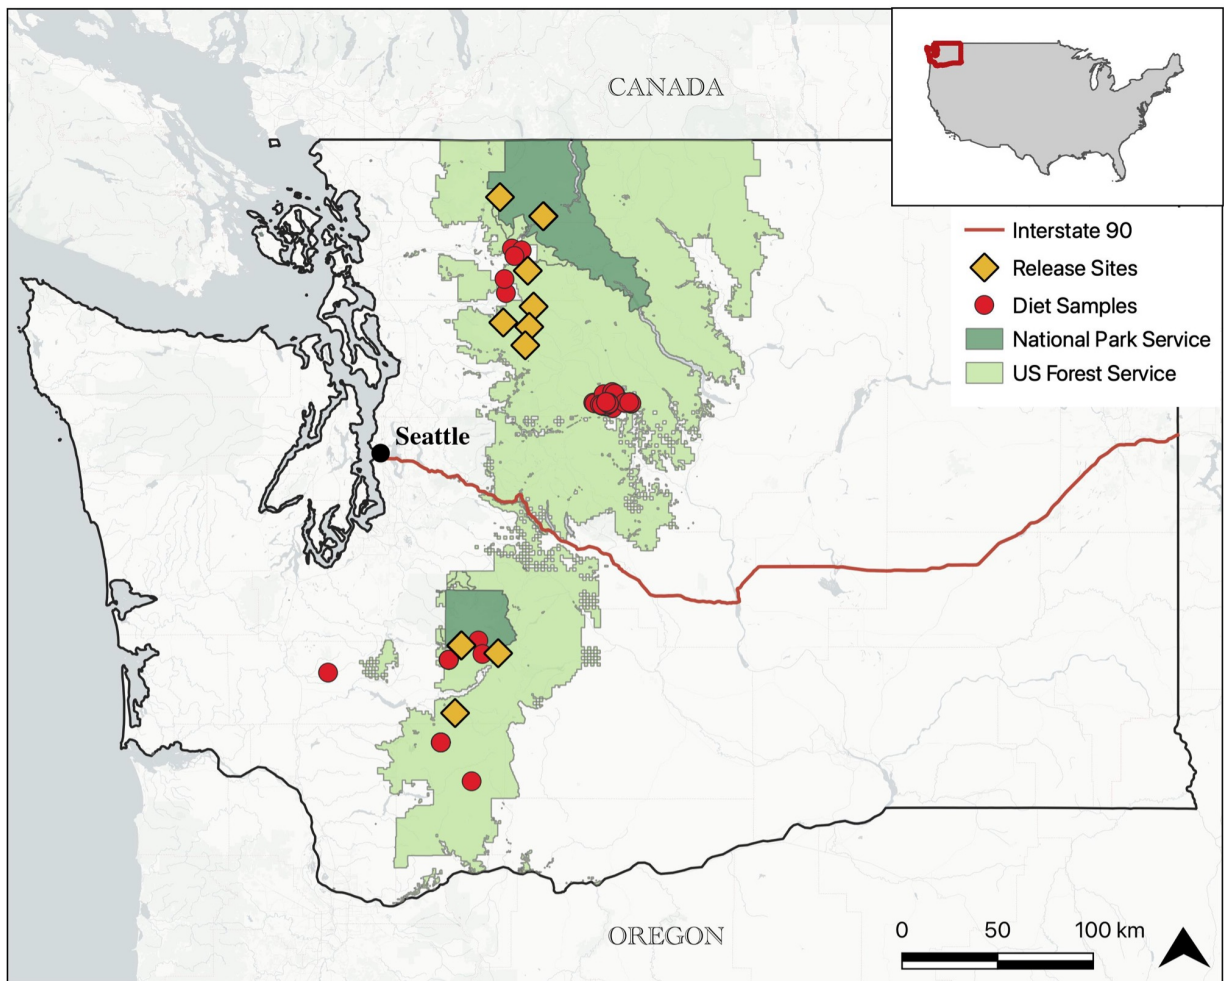 CANADA
Interstate 90
Release Sites
Diet Samples
National Park Service
US Forest Service
Seattle
OREGON
0 50 100 km